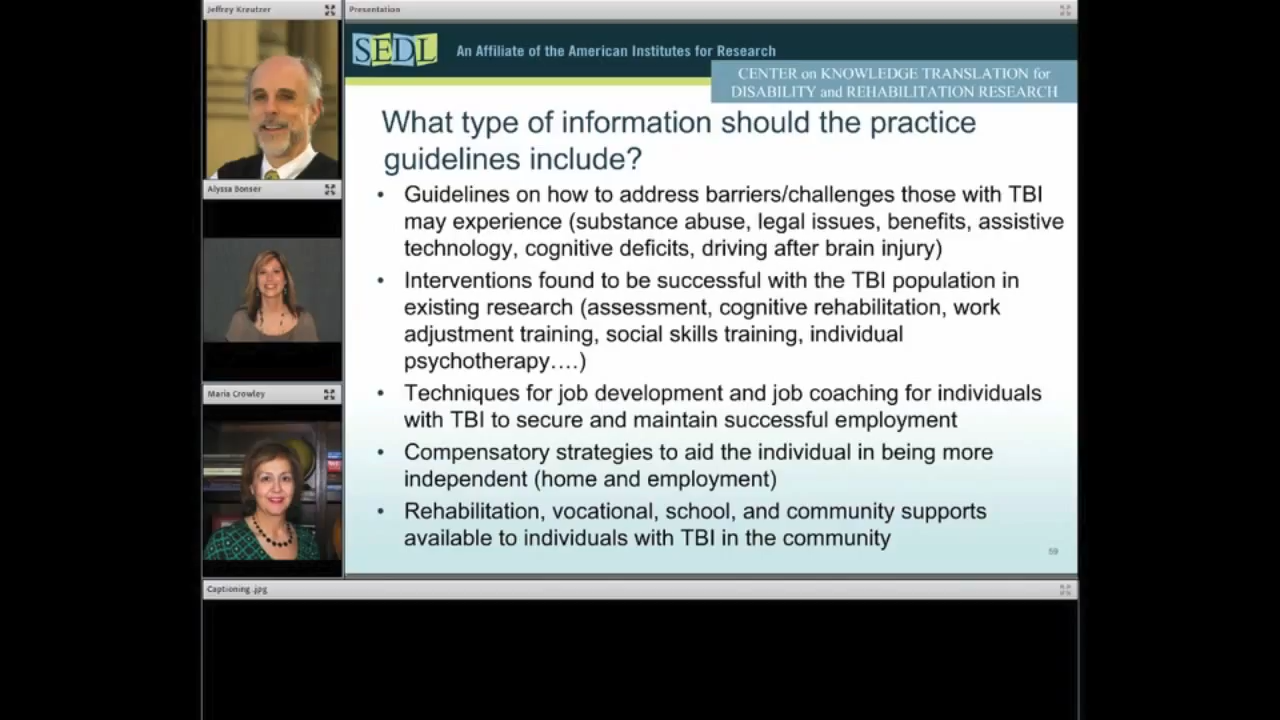 Jeffrey Kreutzer
Presentation
SEDL
An Affiliate of the American Institutes for Research
CENTER on KNOWLEDGE TRANSLATION for
DISABILITY and REHABILITATION RESEARCH
What type of information should the practice
guidelines include?
• Guidelines on how to address barriers/challenges those with TBI
may experience (substance abuse, legal issues, benefits, assistive
technology, cognitive deficits, driving after brain injury)
• Interventions found to be successful with the TBI population in
existing research (assessment, cognitive rehabilitation, work
adjustment training, social skills training, individual
psychotherapy….)
• Techniques for job development and job coaching for individuals
with TBI to secure and maintain successful employment
• Compensatory strategies to aid the individual in being more
independent (home and employment)
• Rehabilitation, vocational, school, and community supports
available to individuals with TBI in the community
59
Alyssa Bonser
Maria Crowley
Captioning .jpg